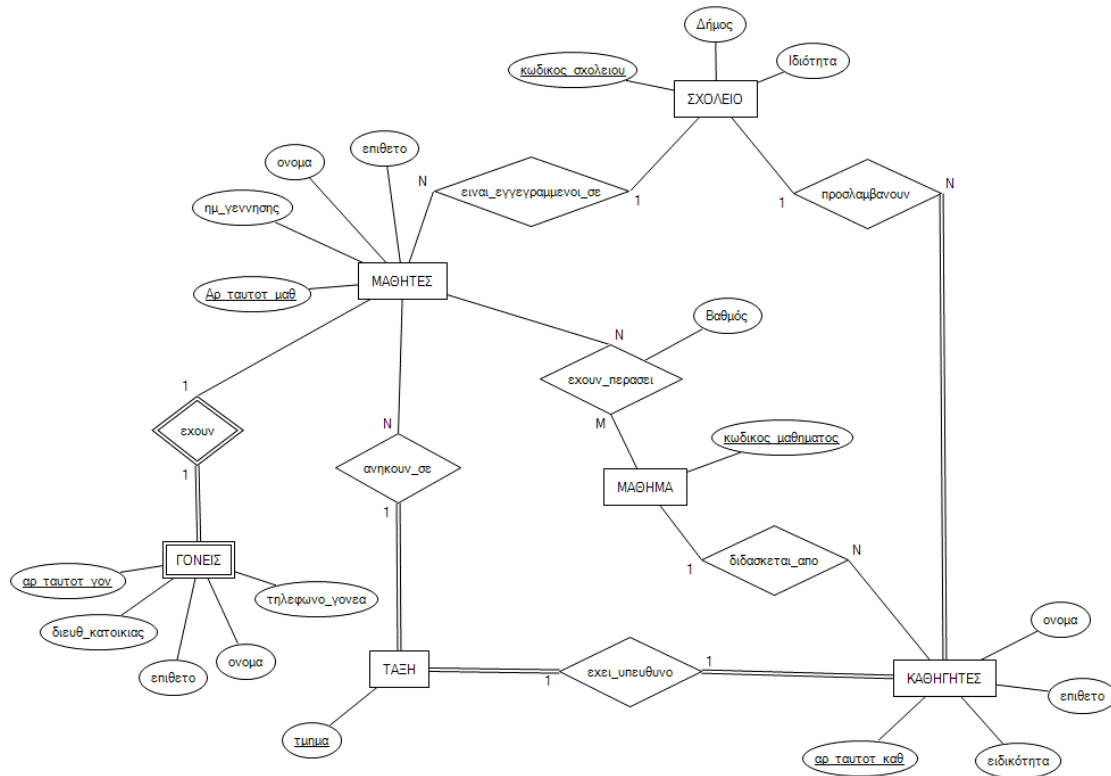 Δήμος
κωδικος_σχολειου
Ιδιότητα
ΣΧΟΛΕΙΟ
ονομα
επιθετο
N
ειναι_εγγεγραμμενοι_σε
1
1
προσλαμβανουν
N
ημ_γεννησης
Αρ_ταυτοτ_μαθ
ΜΑΘΗΤΕΣ
Βαθμός
N
1
εχουν_περασει
M
εχουν
N
κωδικος_μαθηματος
1
ανηκουν_σε
ΜΑΘΗΜΑ
1
ΓΟΝΕΙΣ
1
διδασκεται_απο
N
αρ_ταυτοτ_γον
τηλεφωνο_γονεα
διευθ_κατοικιας
επιθετο
ονομα
ΤΑΞΗ
1
εχει_υπευθυνο
1
ΚΑΘΗΓΗΤΕΣ
ονομα
επιθετο
τμημα
αρ_ταυτοτ_καθ
ειδικότητα